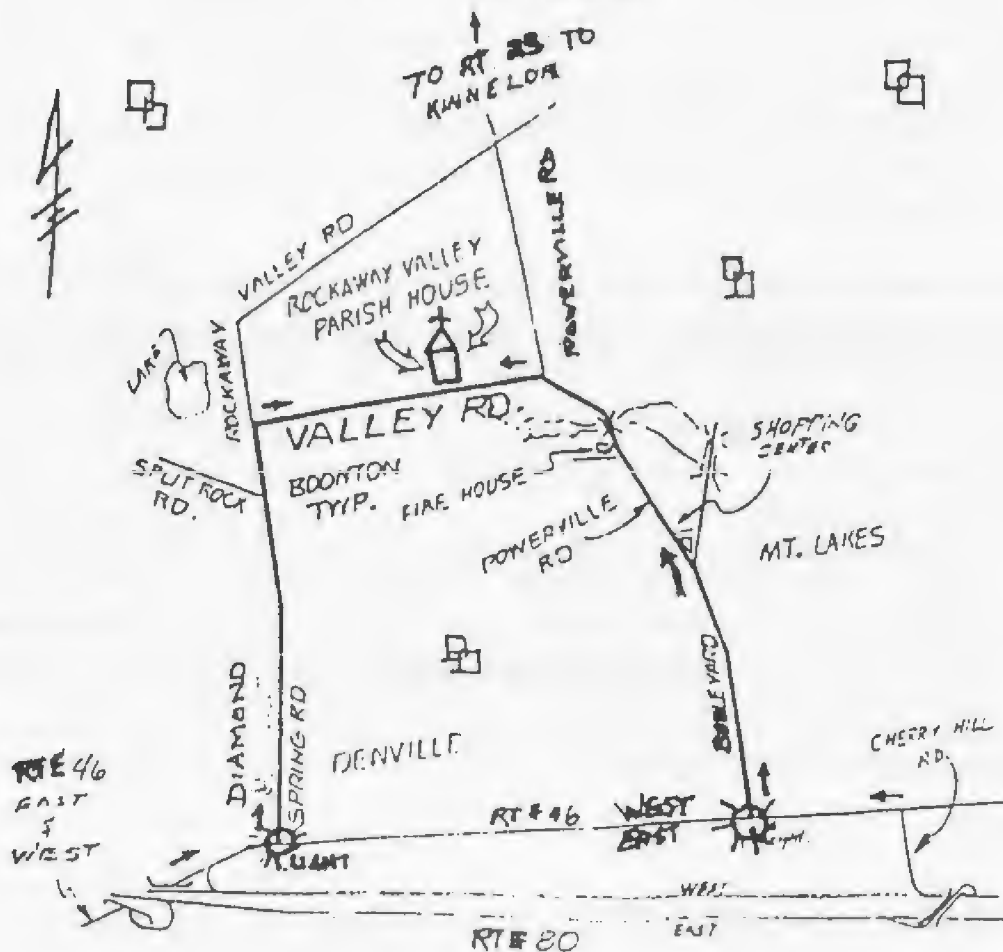 TO RT 23 TO
KINNELON
VALLEY RD
ROCKAWAY VALLEY
PARISH HOUSE
POWERVILLE RD
LAKE
ROCKAWAY
VALLEY RD.
SPLIT ROCK
RD.
BOONTON
TWP.
FIRE HOUSE
SHOPPING
CENTER
POWERVILLE
RD
MT. LAKES
DIAMOND
SPRING RD
DENVILLE
BOULEVARD
CHERRY HILL
RD.
RTE 46
EAST
&
WEST
RT # 46
WEST
EAST
LIGHT
Light
WEST
EAST
RT # 80